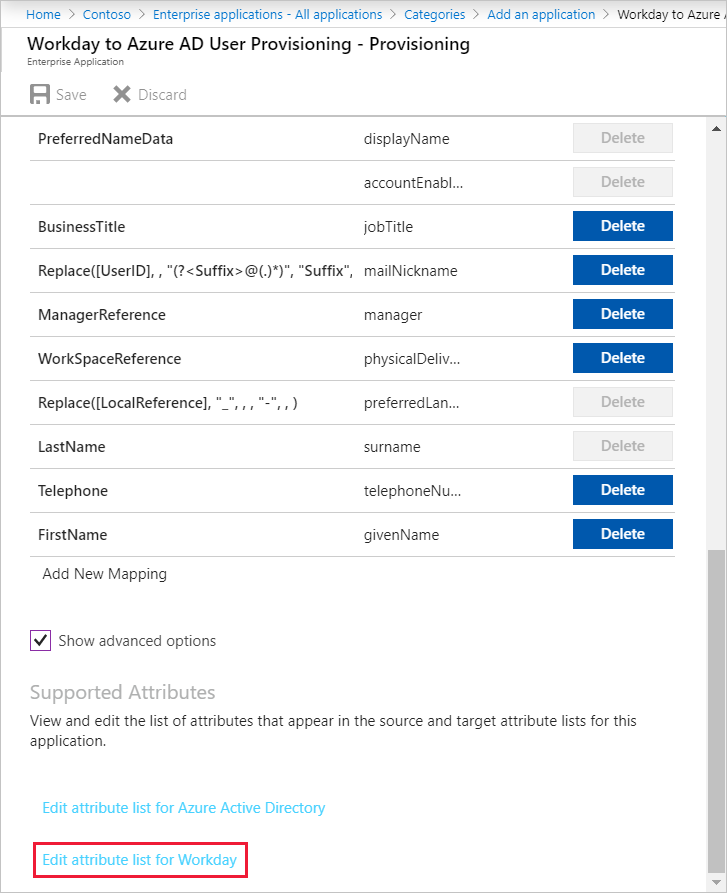 Home > Contoso > Enterprise applications - All applications > Categories > Add an application > Workday to Azure A
Workday to Azure AD User Provisioning - Provisioning
Enterprise Application
Save Discard
PreferredNameData displayName Delete
accountEnabl... Delete
BusinessTitle jobTitle Delete
Replace([UserID], , "(?<Suffix>@(.)*)", "Suffix", mailNickname Delete
ManagerReference manager Delete
WorkSpaceReference physicalDeliv... Delete
Replace([LocalReference], "_", , , "-", , ) preferredLan... Delete
LastName surname Delete
Telephone telephoneNu... Delete
FirstName givenName Delete
Add New Mapping
Show advanced options
Supported Attributes
View and edit the list of attributes that appear in the source and target attribute lists for this
application.
Edit attribute list for Azure Active Directory
Edit attribute list for Workday